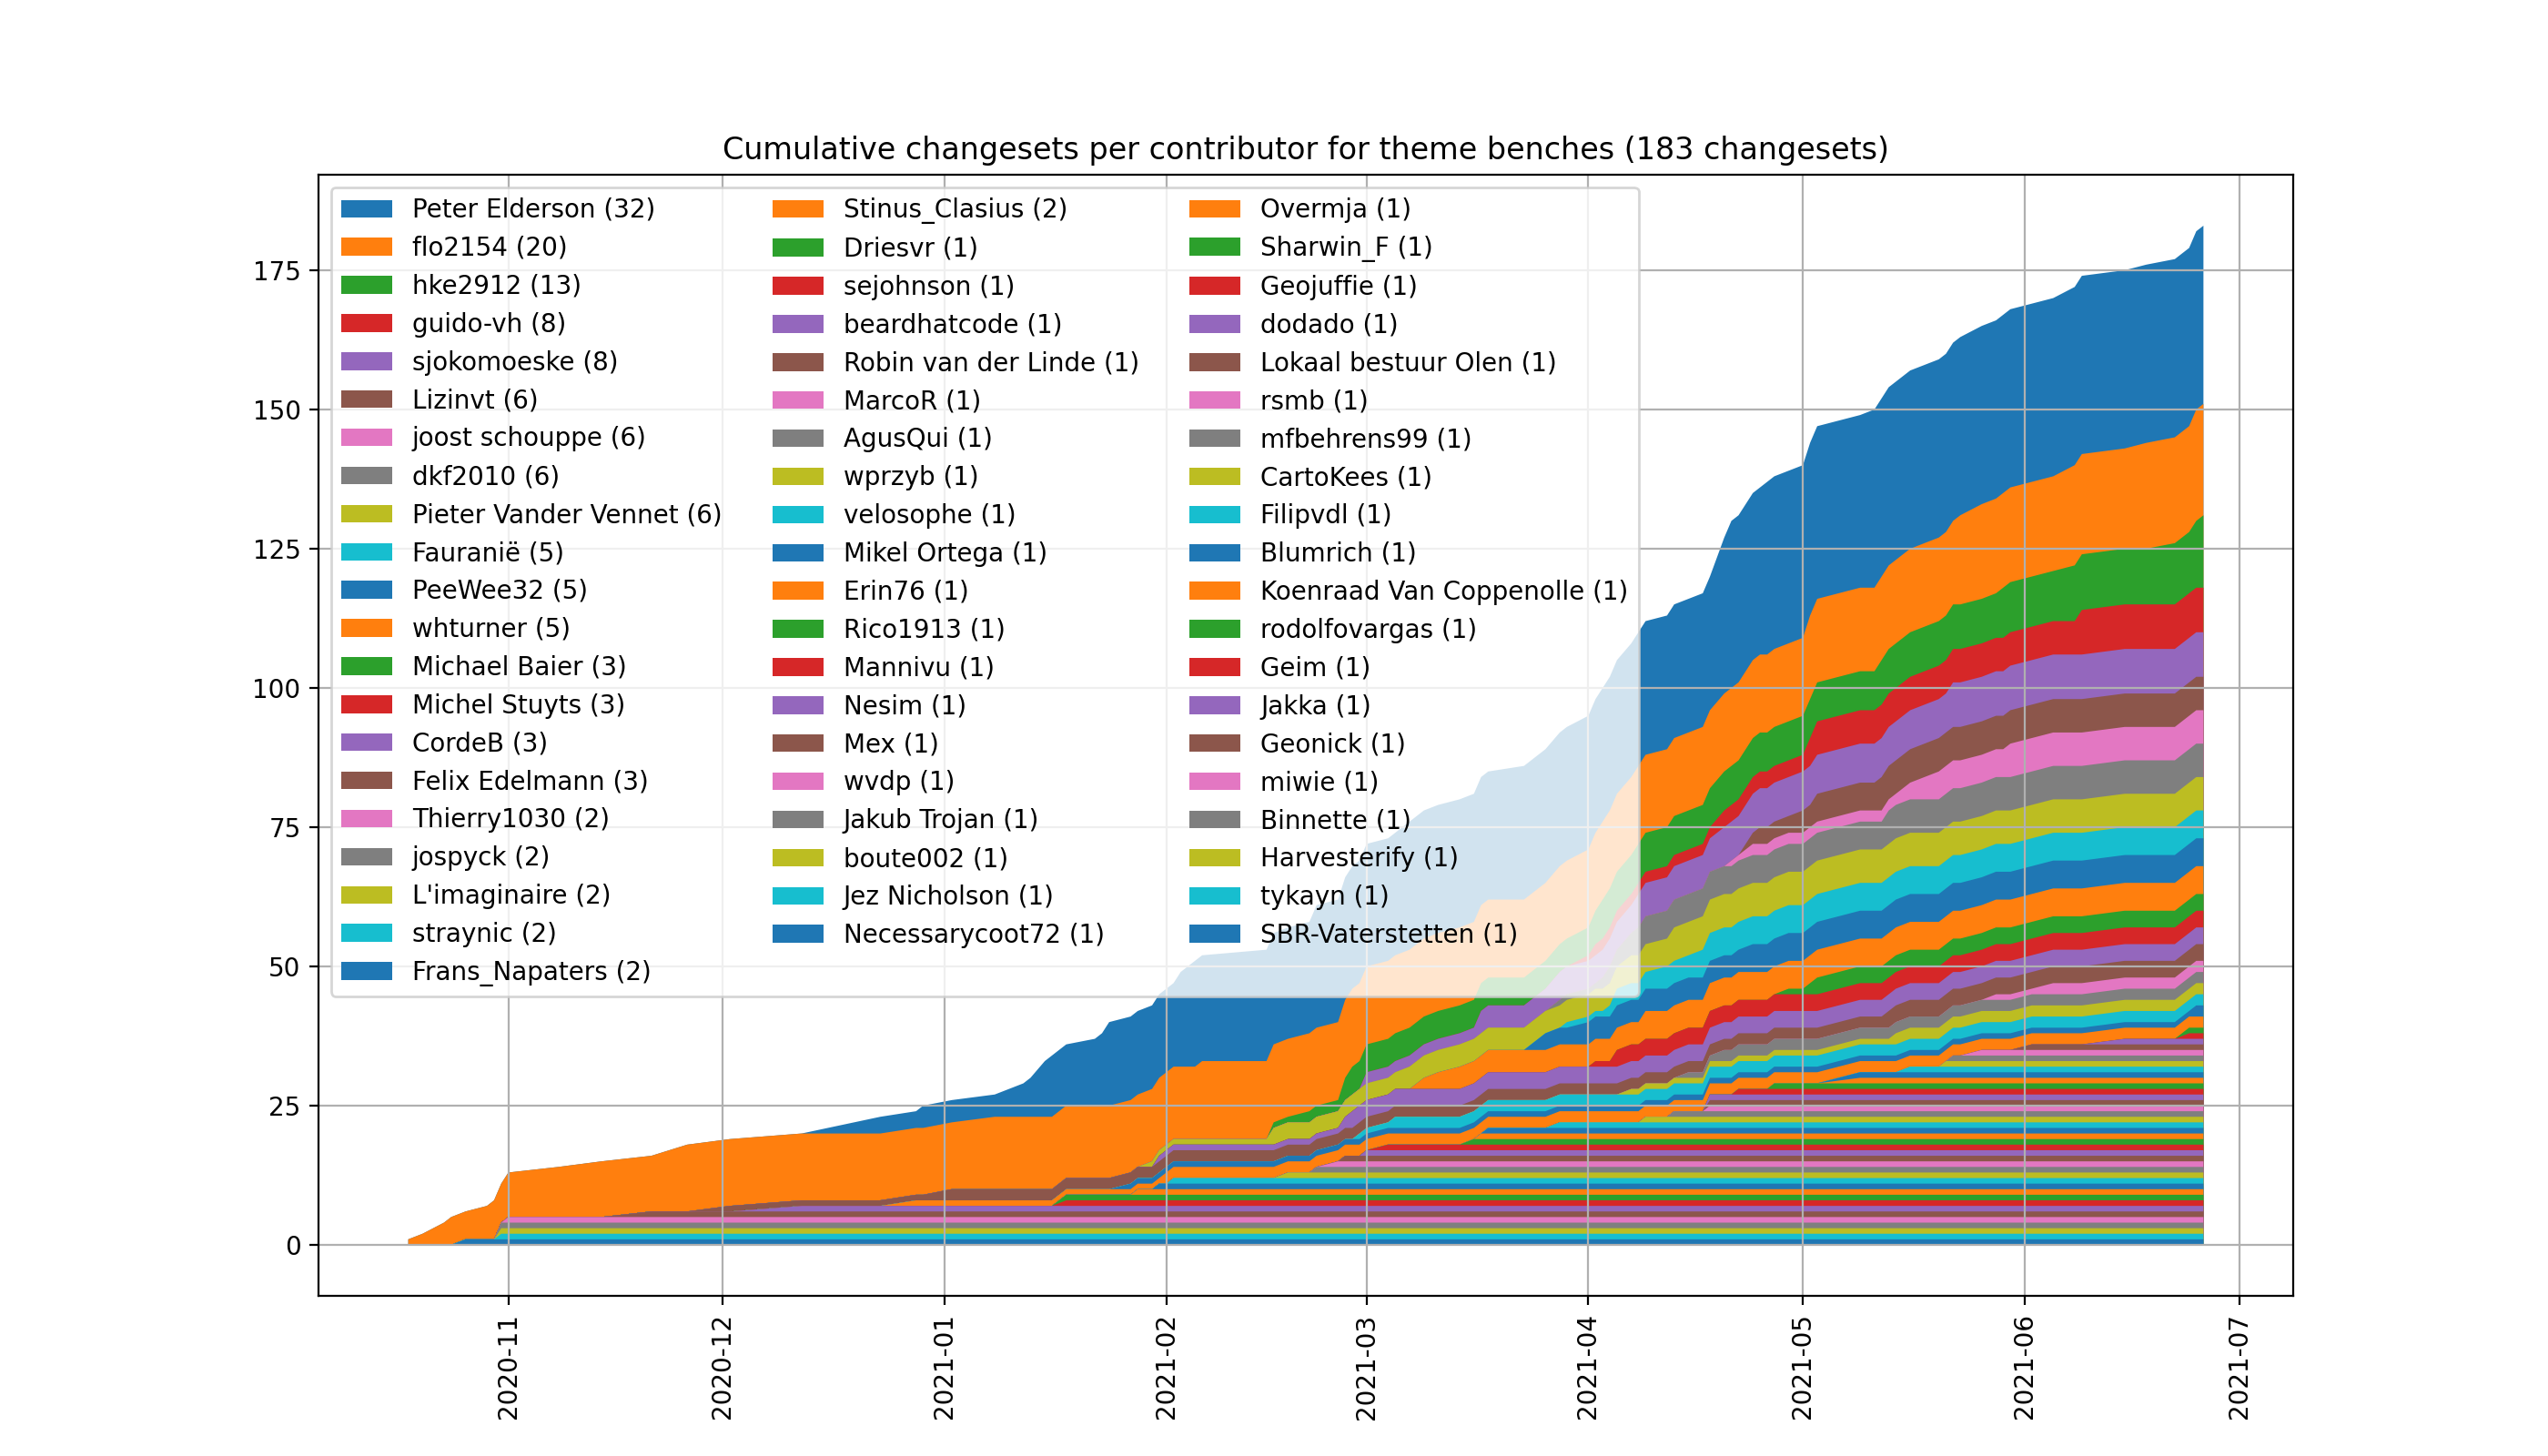 Cumulative changesets per contributor for theme benches (183 changesets)
Peter Elderson (32)
flo2154 (20)
hke2912 (13)
guido-vh (8)
sjokomoeske (8)
Lizinvt (6)
joost schouppe (6)
dkf2010 (6)
Pieter Vander Vennet (6)
Fauranië (5)
PeeWee32 (5)
whturner (5)
Michael Baier (3)
Michel Stuyts (3)
CordeB (3)
Felix Edelmann (3)
Thierry1030 (2)
jospyck (2)
L'imaginaire (2)
straynic (2)
Frans_Napaters (2)
Stinus_Clasius (2)
Driesvr (1)
sejohnson (1)
beardhatcode (1)
Robin van der Linde (1)
MarcoR (1)
AgusQui (1)
wprzyb (1)
velosophe (1)
Mikel Ortega (1)
Erin76 (1)
Rico1913 (1)
Mannivu (1)
Nesim (1)
Mex (1)
wvdp (1)
Jakub Trojan (1)
boute002 (1)
Jez Nicholson (1)
Necessarycoot72 (1)
Overmja (1)
Sharwin_F (1)
Geojuffie (1)
dodado (1)
Lokaal bestuur Olen (1)
rsmb (1)
mfbehrens99 (1)
CartoKees (1)
Filipvdl (1)
Blumrich (1)
Koenraad Van Coppenolle (1)
rodolfovargas (1)
Geim (1)
Jakka (1)
Geonick (1)
miwie (1)
Binnette (1)
Harvesterify (1)
tykayn (1)
SBR-Vaterstetten (1)
175
150
125
100
75
50
25
0
2020-11
2020-12
2021-01
2021-02
2021-03
2021-04
2021-05
2021-06
2021-07